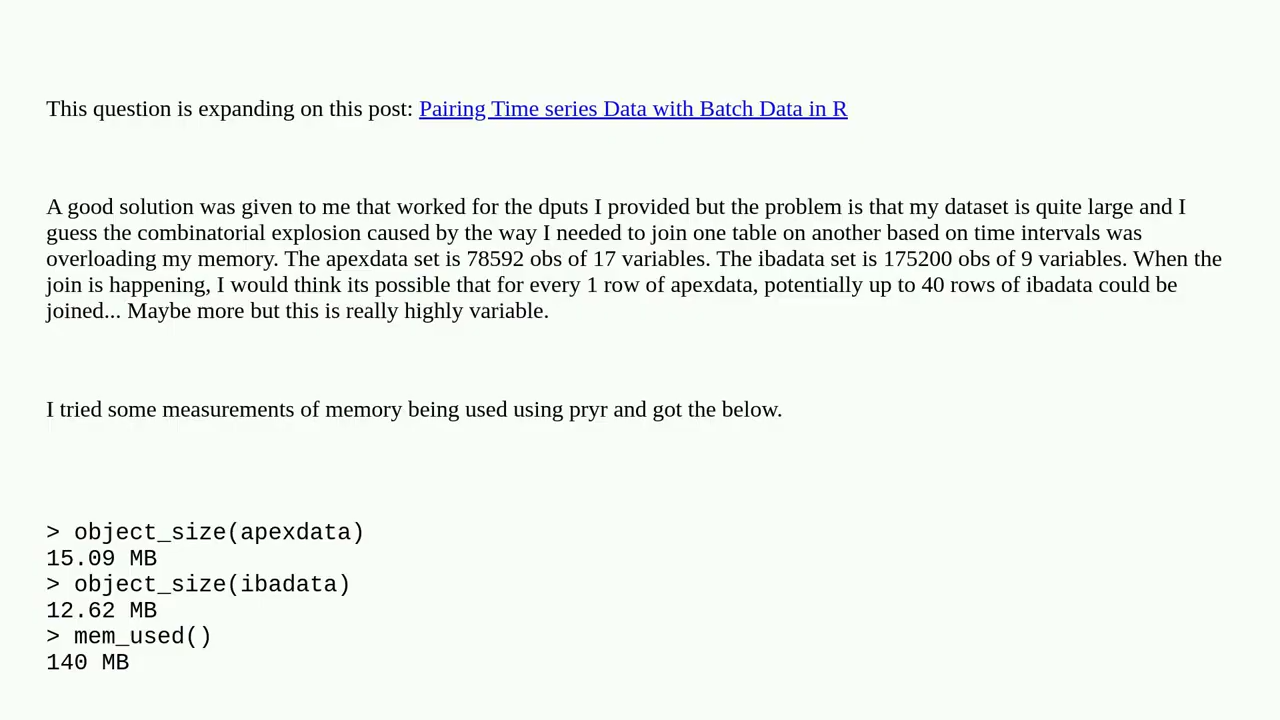 This question is expanding on this post: Pairing Time series Data with Batch Data in R
A good solution was given to me that worked for the dputs I provided but the problem is that my dataset is quite large and I
guess the combinatorial explosion caused by the way I needed to join one table on another based on time intervals was
overloading my memory. The apexdata set is 78592 obs of 17 variables. The ibadata set is 175200 obs of 9 variables. When the
join is happening, I would think its possible that for every 1 row of apexdata, potentially up to 40 rows of ibadata could be
joined... Maybe more but this is really highly variable.
I tried some measurements of memory being used using pryr and got the below.
> object_size(apexdata)
15.09 MB
> object_size(ibadata)
12.62 MB
> mem_used()
140 MB